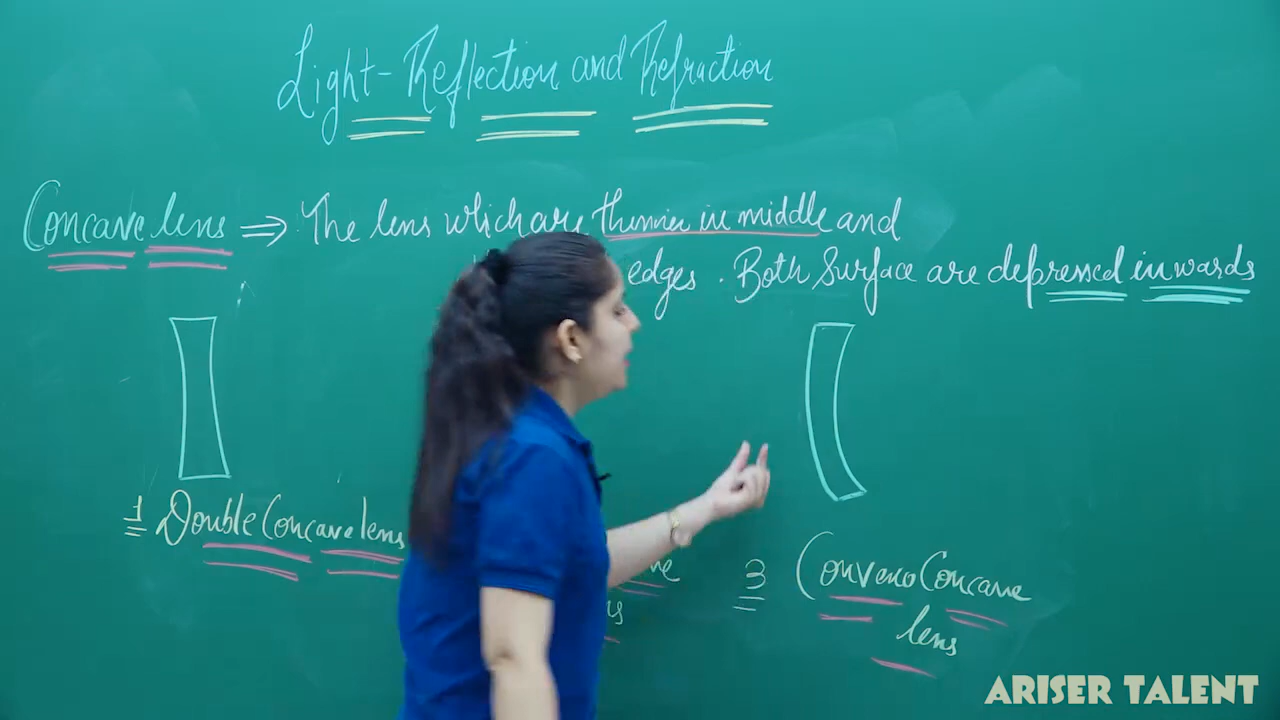 Light-Reflection and Refraction
Concave lens ⇒ The lens which are thinner in middle and
edges. Both Surface are depressed inwards
1 Double Concave lens
3 Convexo Concave
lens
ARISER TALENT